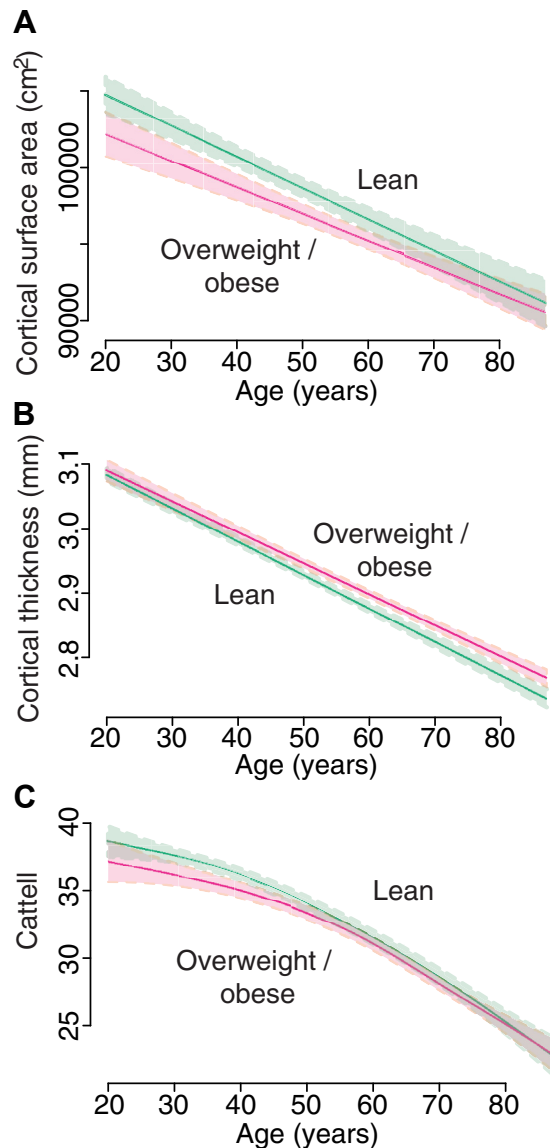 A
Cortical surface area (cm²)
100000
90000
Lean
Overweight /
obese
20 30 40 50 60 70 80
Age (years)
B
Cortical thickness (mm)
3.1
3.0
2.9
2.8
Overweight /
obese
Lean
20 30 40 50 60 70 80
Age (years)
C
Cattell
40
35
30
25
Lean
Overweight /
obese
20 30 40 50 60 70 80
Age (years)